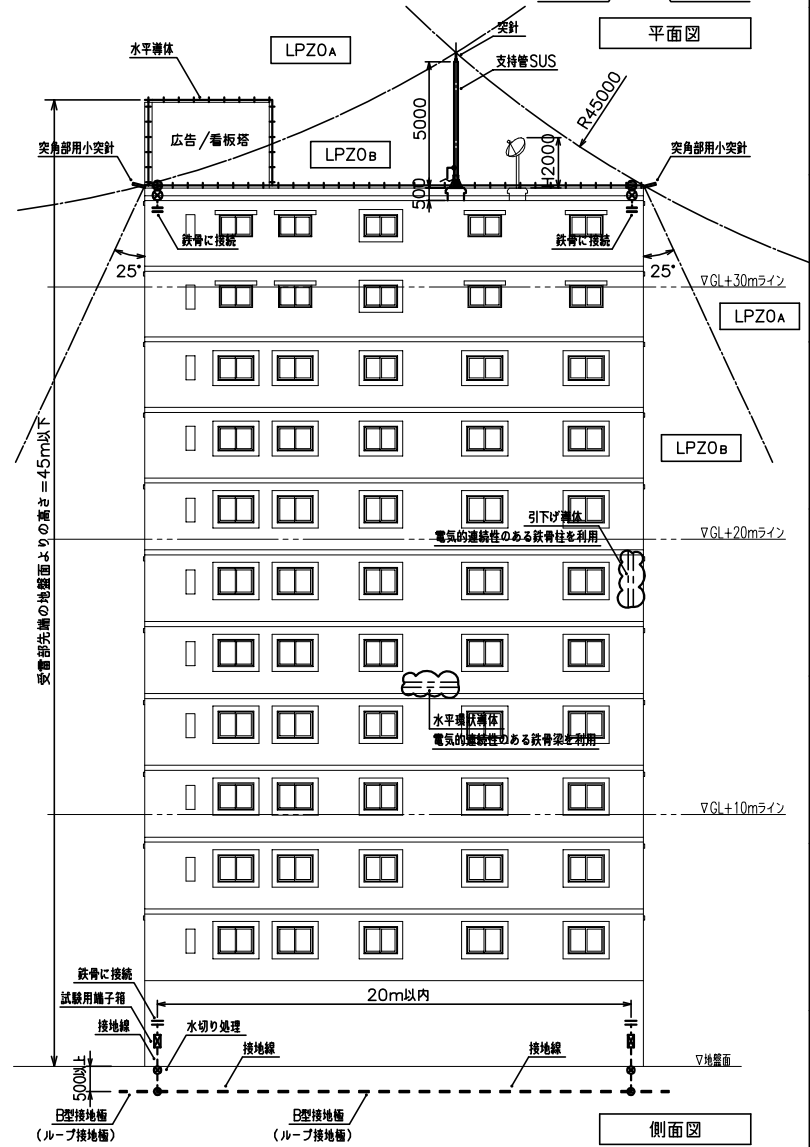 平面図
突針
水平導体
LPZ0A
支持管SUS
R45000
5000
広告/看板塔
LPZ0B
H2000
突角部用小突針
突角部用小突針
500
鉄骨に接続
鉄骨に接続
25°
25°
▽GL+30mライン
LPZ0A
LPZ0B
受雷部先端の地盤面よりの高さ=45m以下
引下げ導体
電気的連続性のある鉄骨柱を利用
▽GL+20mライン
水平環状導体
電気的連続性のある鉄骨梁を利用
▽GL+10mライン
鉄骨に接続
20m以内
試験用端子箱
接地線
水切り処理
接地線
接地線
▽地盤面
500以上
B型接地極
(ループ接地極)
B型接地極
(ループ接地極)
側面図